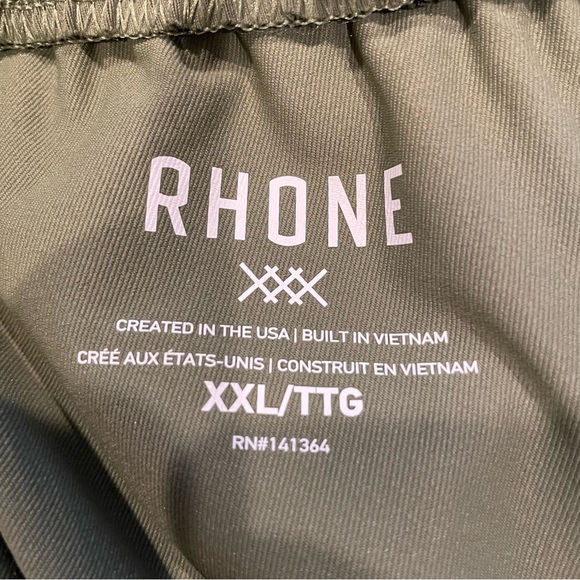 RHONE
CREATED IN THE USA | BUILT IN VIETNAM
CRÉÉ AUX ÉTATS-UNIS | CONSTRUIT EN VIETNAM
XXL/TTG
RN#141364